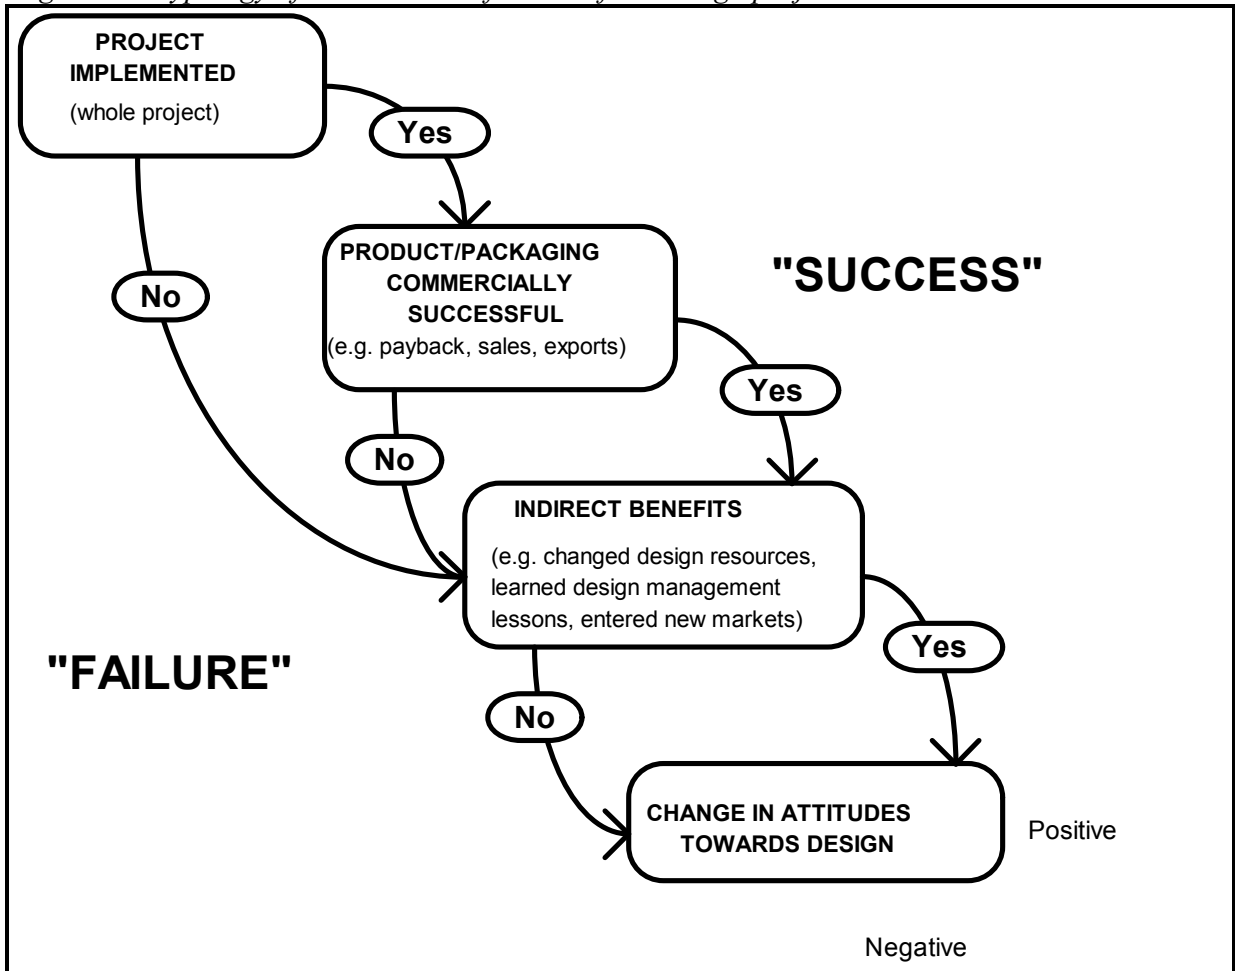 PROJECT
IMPLEMENTED
(whole project)
Yes
No
PRODUCT/PACKAGING
COMMERCIALLY
SUCCESSFUL
(e.g. payback, sales, exports)
"SUCCESS"
Yes
No
INDIRECT BENEFITS
(e.g. changed design resources,
learned design management
lessons, entered new markets)
"FAILURE"
Yes
No
CHANGE IN ATTITUDES
TOWARDS DESIGN
Positive
Negative